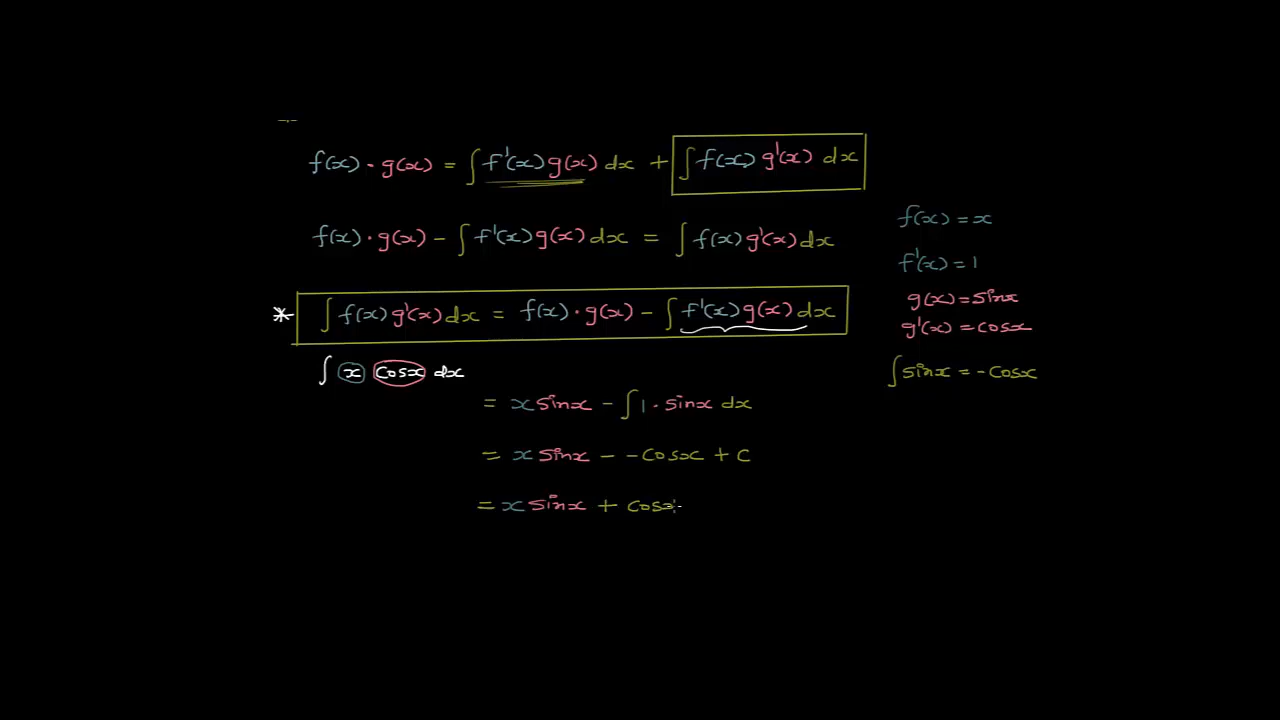 f(x) · g(x) = ∫ f'(x) g(x) dx + ∫ f(x) g'(x) dx
f(x) · g(x) - ∫ f'(x) g(x) dx = ∫ f(x) g'(x) dx
* ∫ f(x) g'(x) dx = f(x) · g(x) - ∫ f'(x) g(x) dx
∫ x cosx dx
= x sinx - ∫ 1 · sinx dx
= x sinx - -cosx + c
= x sinx + cosx
f(x) = x
f'(x) = 1
g(x) = sinx
g'(x) = cosx
∫ sinx = -cosx